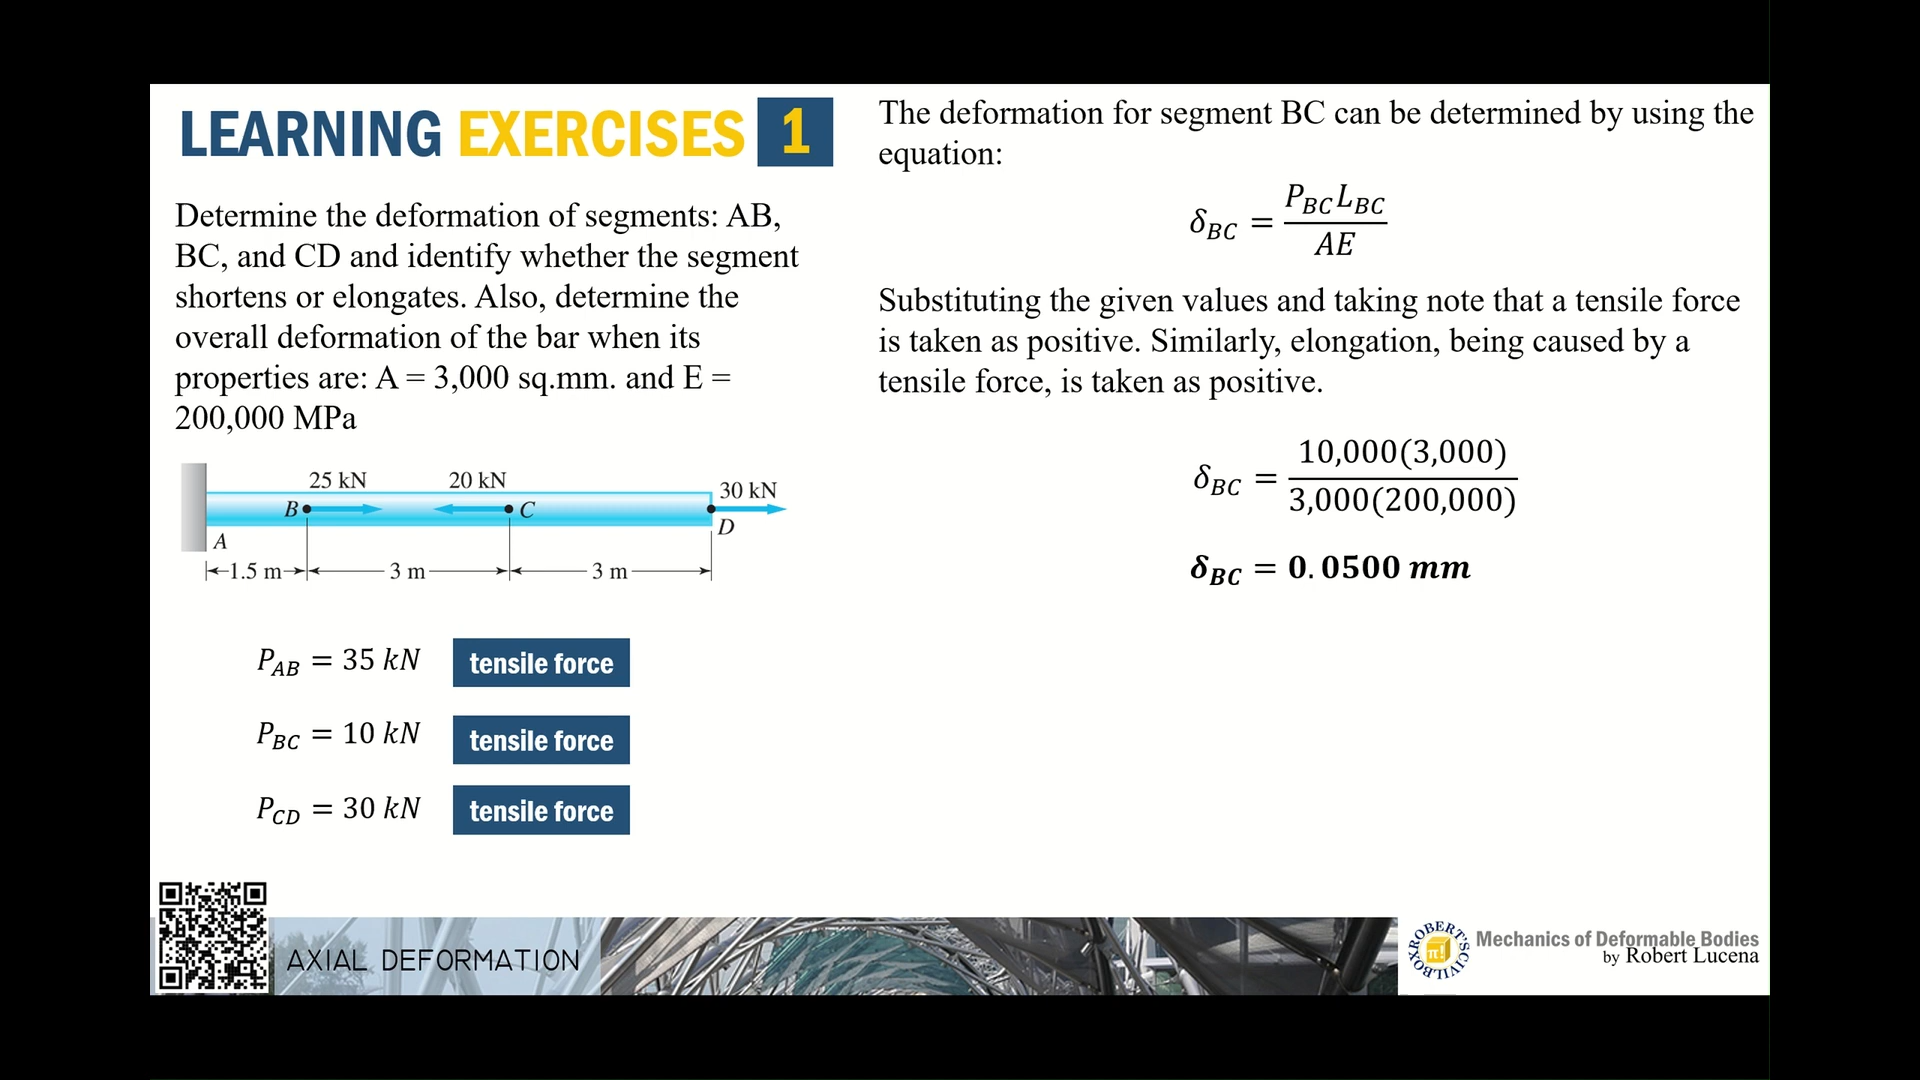 LEARNING EXERCISES 1
Determine the deformation of segments: AB,
BC, and CD and identify whether the segment
shortens or elongates. Also, determine the
overall deformation of the bar when its
properties are: A = 3,000 sq.mm. and E =
200,000 MPa
25 kN
20 kN
30 kN
B
C
D
A
1.5 m
3 m
3 m
P_AB = 35 kN tensile force
P_BC = 10 kN tensile force
P_CD = 30 kN tensile force
The deformation for segment BC can be determined by using the
equation:
δ_BC = P_BC L_BC / AE
Substituting the given values and taking note that a tensile force
is taken as positive. Similarly, elongation, being caused by a
tensile force, is taken as positive.
δ_BC = 10,000(3,000) / 3,000(200,000)
δ_BC = 0.0500 mm
AXIAL DEFORMATION
ROBERT'S CIVILBOX
π!
Mechanics of Deformable Bodies
by Robert Lucena